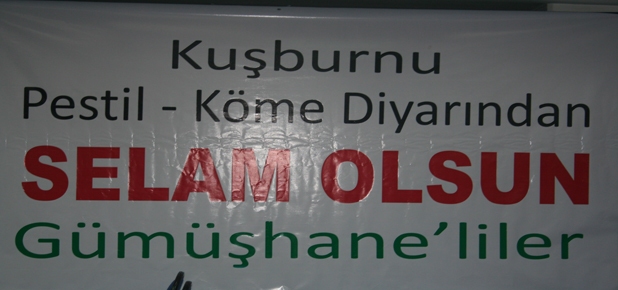 Kuşburnu
Pestil - Köme Diyarından
SELAM OLSUN
Gümüşhane'liler